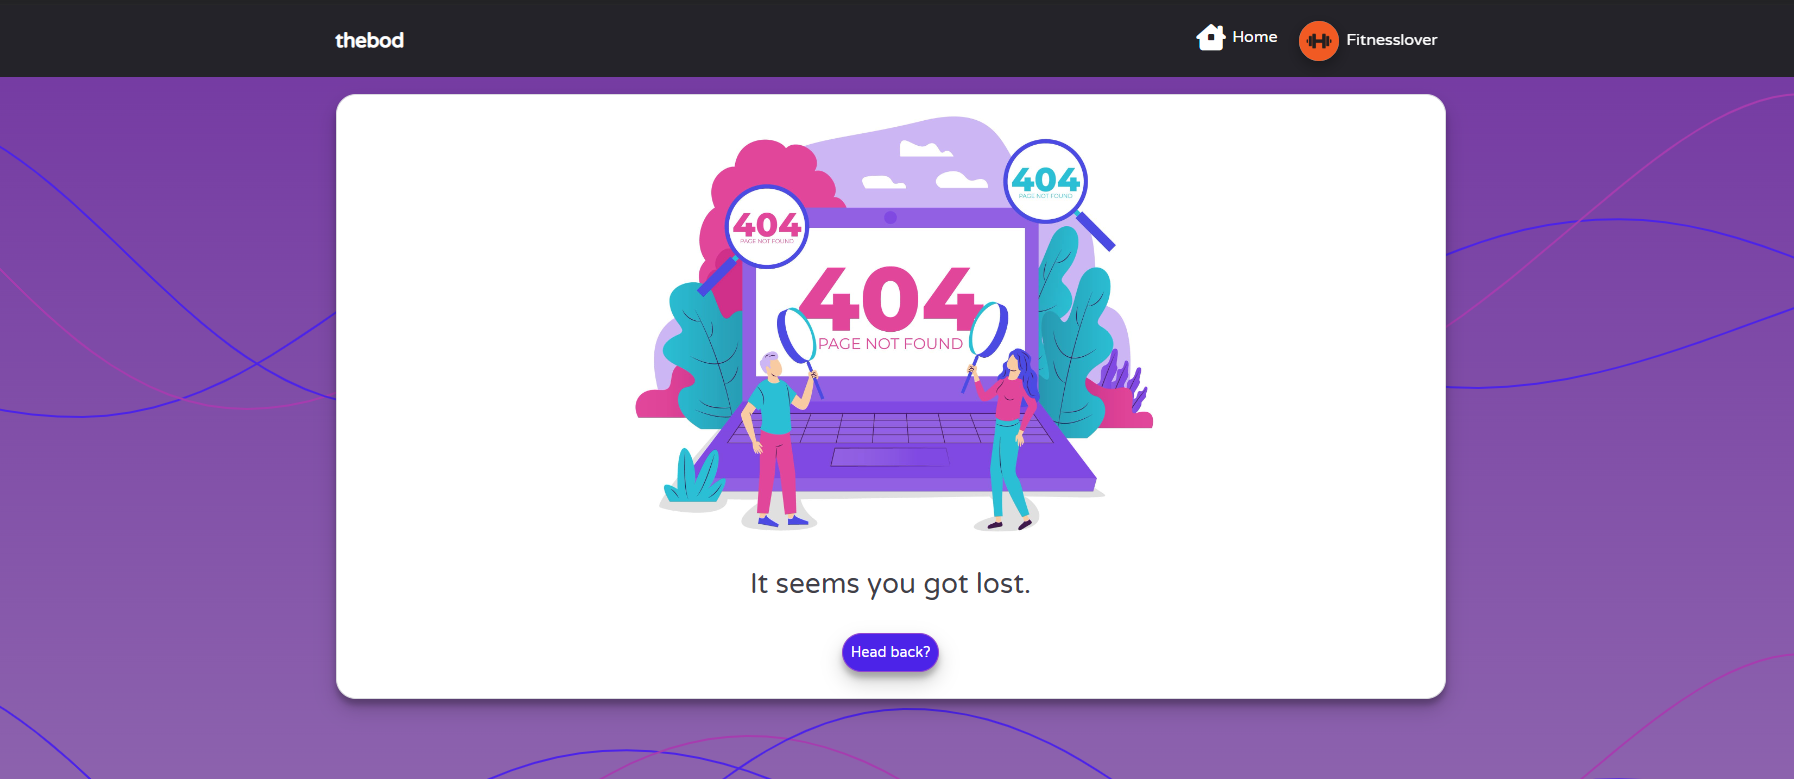 thebod
Home
Fitnesslover
404
PAGE NOT FOUND
404
PAGE NOT FOUND
404
PAGE NOT FOUND
It seems you got lost.
Head back?